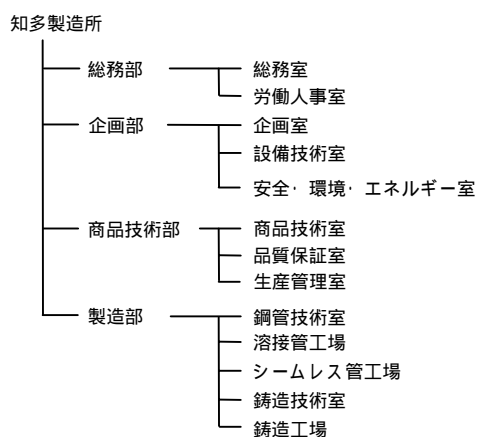 知多製造所
総務部 総務室
労働人事室
企画部 企画室
設備技術室
安全・環境・エネルギー室
商品技術部 商品技術室
品質保証室
生産管理室
製造部 鋼管技術室
溶接管工場
シームレス管工場
鋳造技術室
鋳造工場